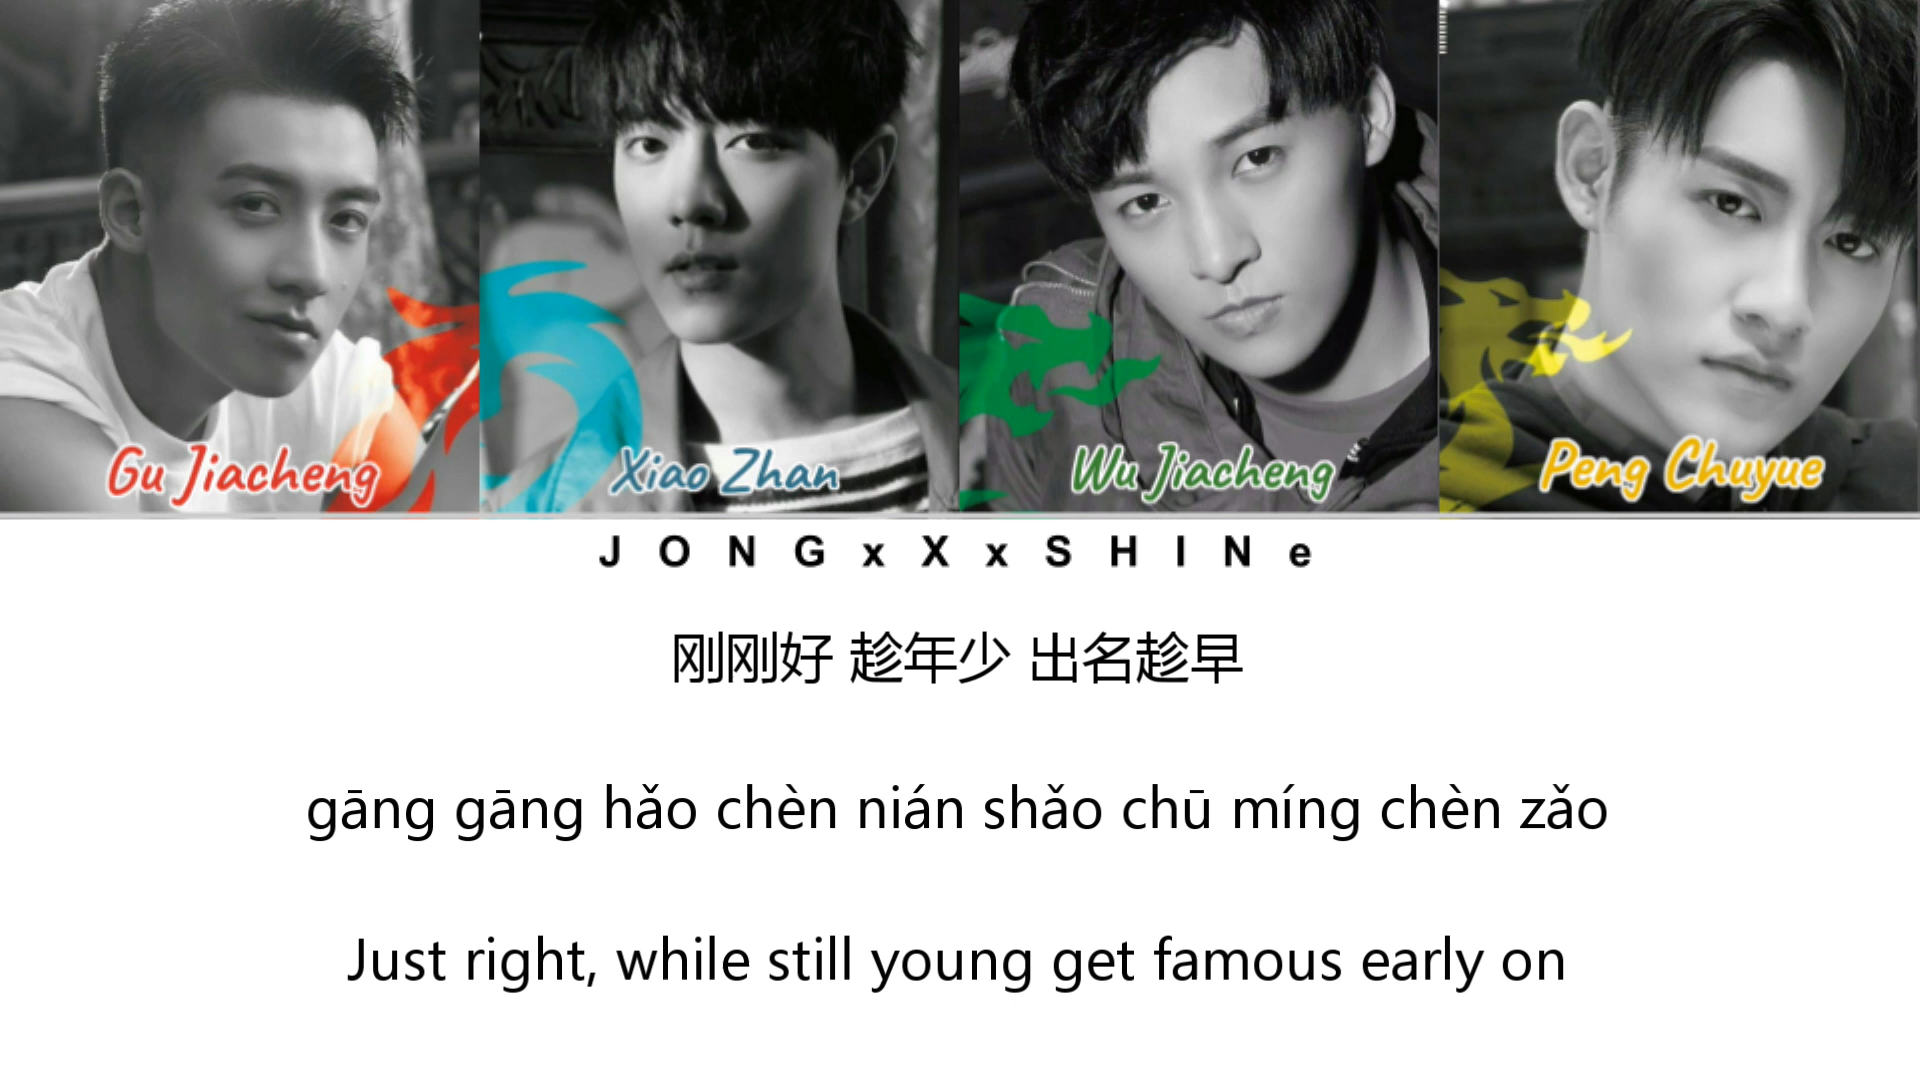 Gu Jiacheng Xiao Zhan Wu Jiacheng Peng Chuyue
JONGxXxSHINe
刚刚好 趁年少 出名趁早
gāng gāng hǎo chèn nián shǎo chū míng chèn zǎo
Just right, while still young get famous early on